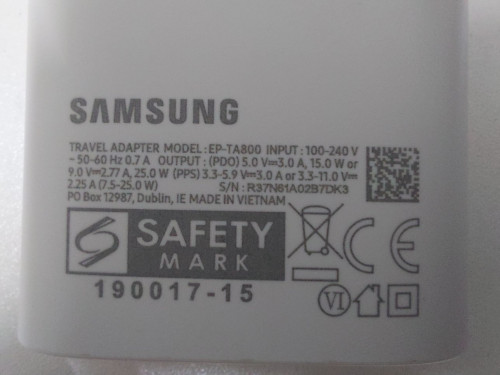 SAMSUNG
TRAVEL ADAPTER MODEL:EP-TA800 INPUT: 100-240 V
~ 50-60 Hz 0.7 A OUTPUT : (PDO) 5.0 V⎓3.0 A, 15.0 W or
9.0 V⎓2.77 A, 25.0 W (PPS) 3.3-5.9 V⎓3.0 A or 3.3-11.0 V⎓
2.25 A (7.5-25.0 W) S/N : R37N61A02B7DK3
PO Box 12987, Dublin, IE MADE IN VIETNAM
SAFETY
MARK
190017-15
CE
VI